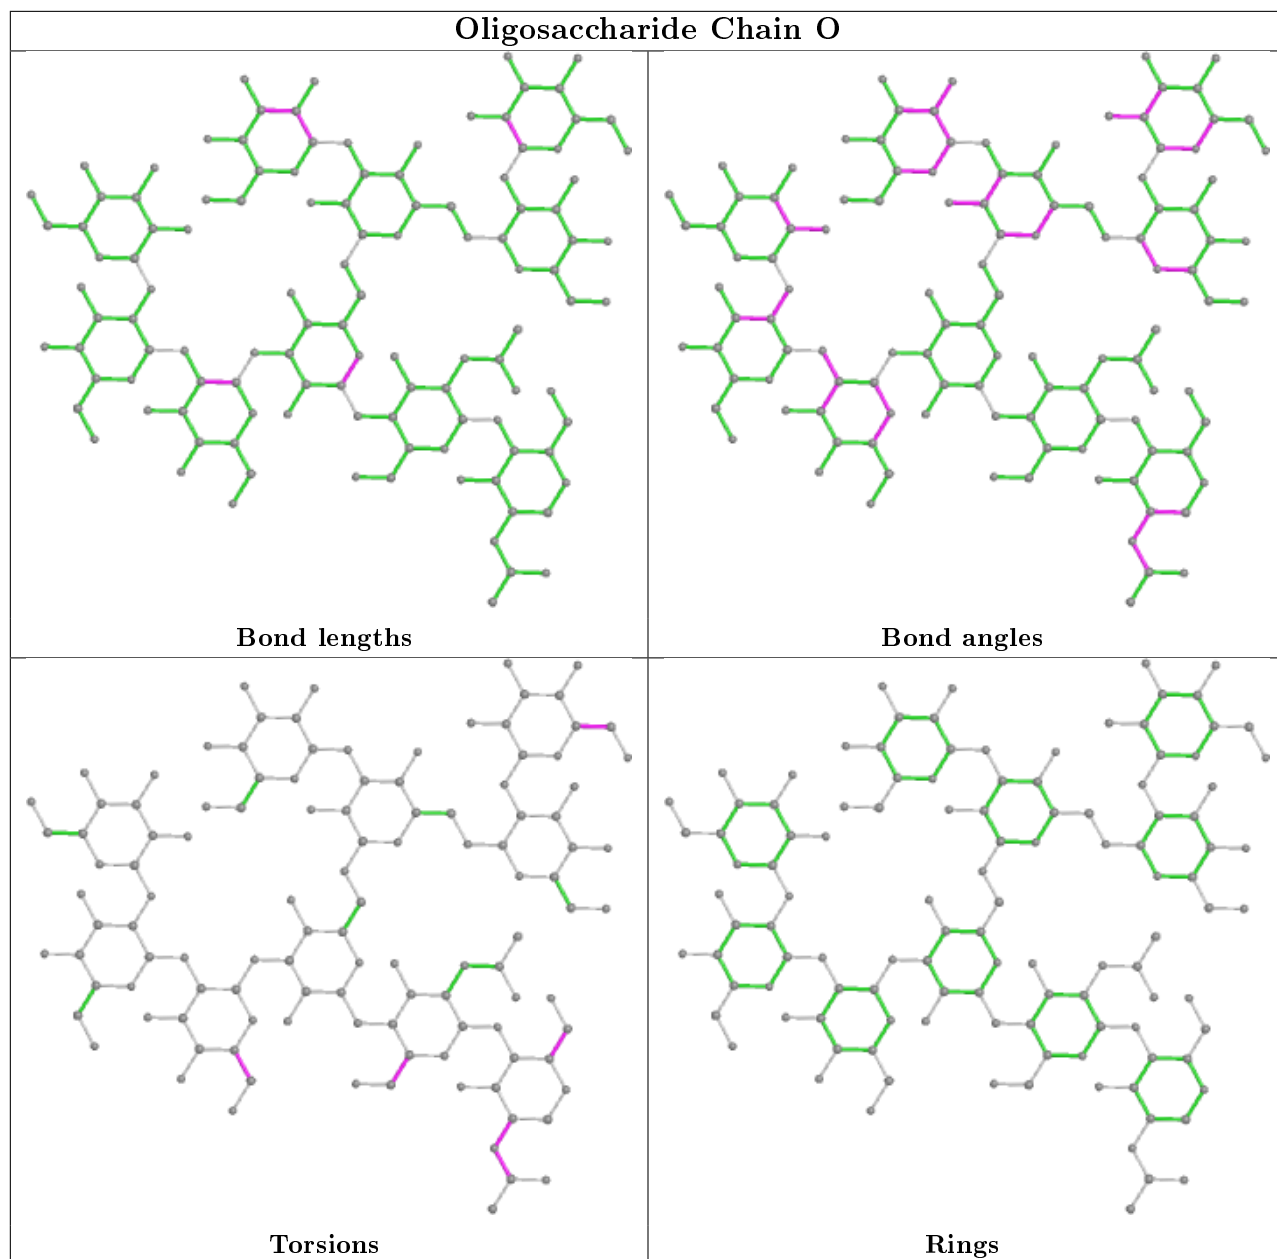 Oligosaccharide Chain O
Bond lengths
Bond angles
Torsions
Rings